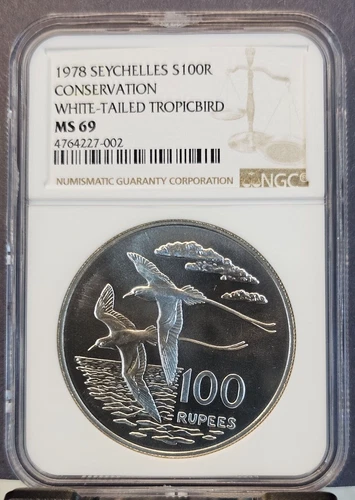 1978 SEYCHELLES S100R
CONSERVATION
WHITE-TAILED TROPICBIRD
MS 69
4764227-002
NUMISMATIC GUARANTY CORPORATION
NGC
100
RUPEES